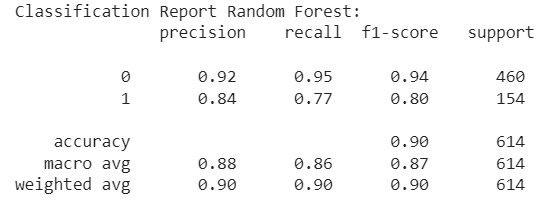 Classification Report Random Forest:
precision recall f1-score support
0 0.92 0.95 0.94 460
1 0.84 0.77 0.80 154
accuracy 0.90 614
macro avg 0.88 0.86 0.87 614
weighted avg 0.90 0.90 0.90 614